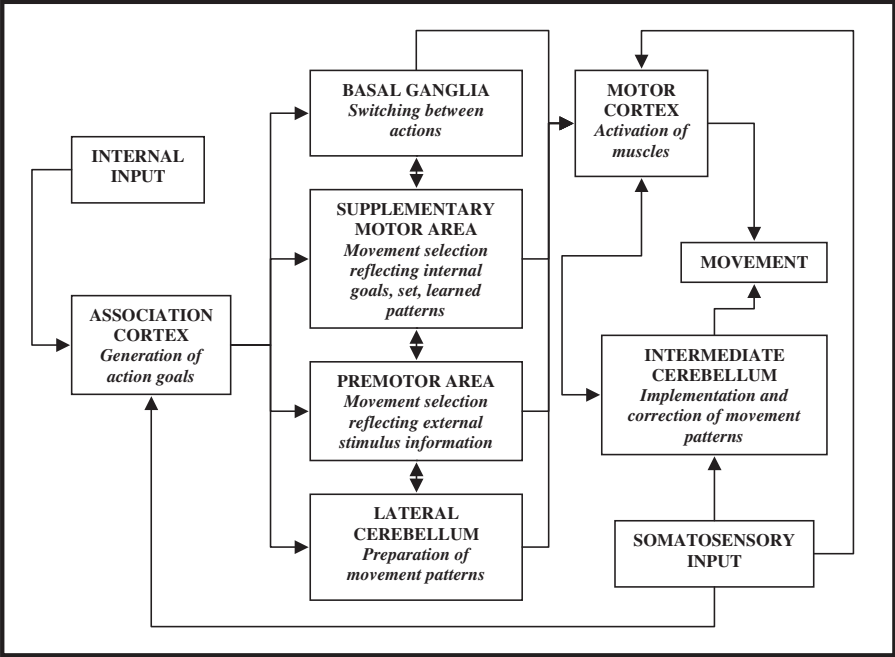 INTERNAL
INPUT
ASSOCIATION
CORTEX
Generation of
action goals
BASAL GANGLIA
Switching between
actions
SUPPLEMENTARY
MOTOR AREA
Movement selection
reflecting internal
goals, set, learned
patterns
PREMOTOR AREA
Movement selection
reflecting external
stimulus information
LATERAL
CEREBELLUM
Preparation of
movement patterns
MOTOR
CORTEX
Activation of
muscles
MOVEMENT
INTERMEDIATE
CEREBELLUM
Implementation and
correction of movement
patterns
SOMATOSENSORY
INPUT